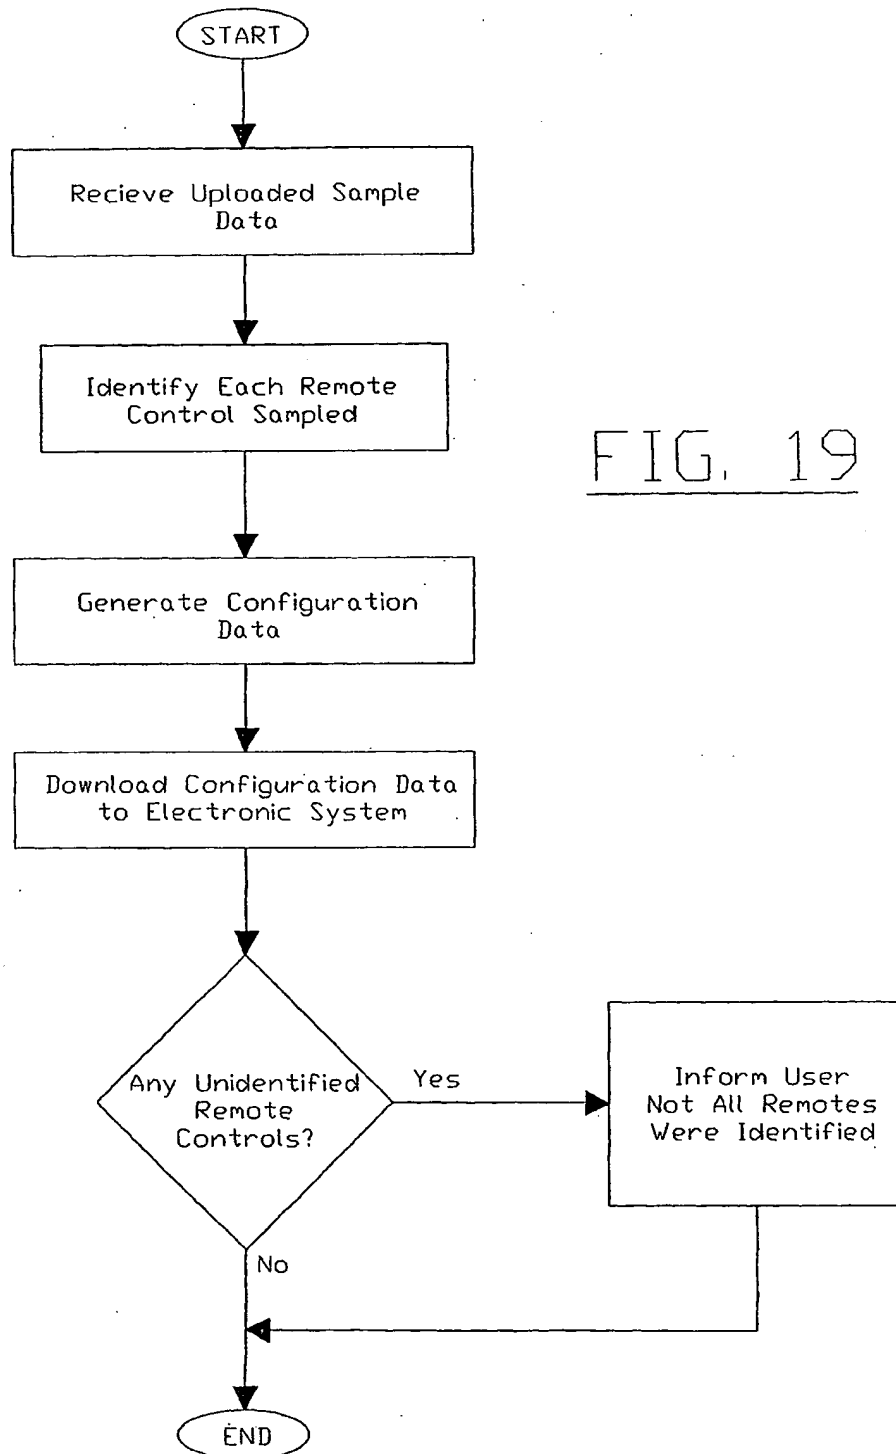 START
Recieve Uploaded Sample
Data
Identify Each Remote
Control Sampled
FIG. 19
Generate Configuration
Data
Download Configuration Data
to Electronic System
Any Unidentified
Remote
Controls?
Yes
Inform User
Not All Remotes
Were Identified
No
END